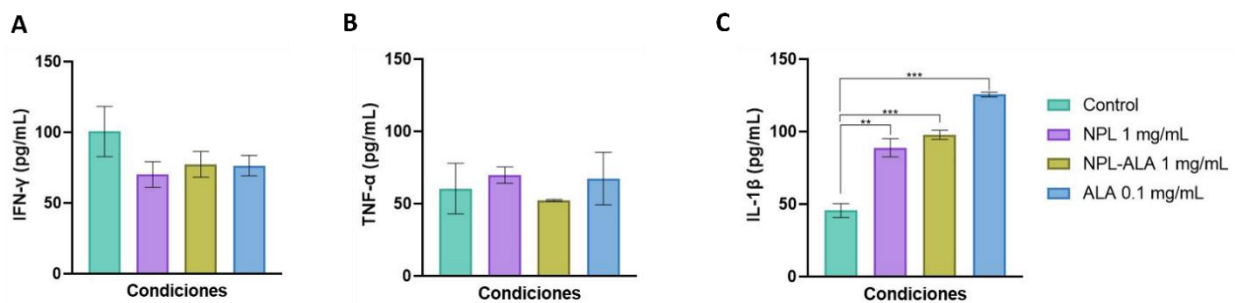 A
IFN-γ (pg/mL)
150
100
50
0
Condiciones
B
TNF-α (pg/mL)
150
100
50
0
Condiciones
C
IL-1β (pg/mL)
150
100
50
0
***
***
**
Condiciones
Control
NPL 1 mg/mL
NPL-ALA 1 mg/mL
ALA 0.1 mg/mL